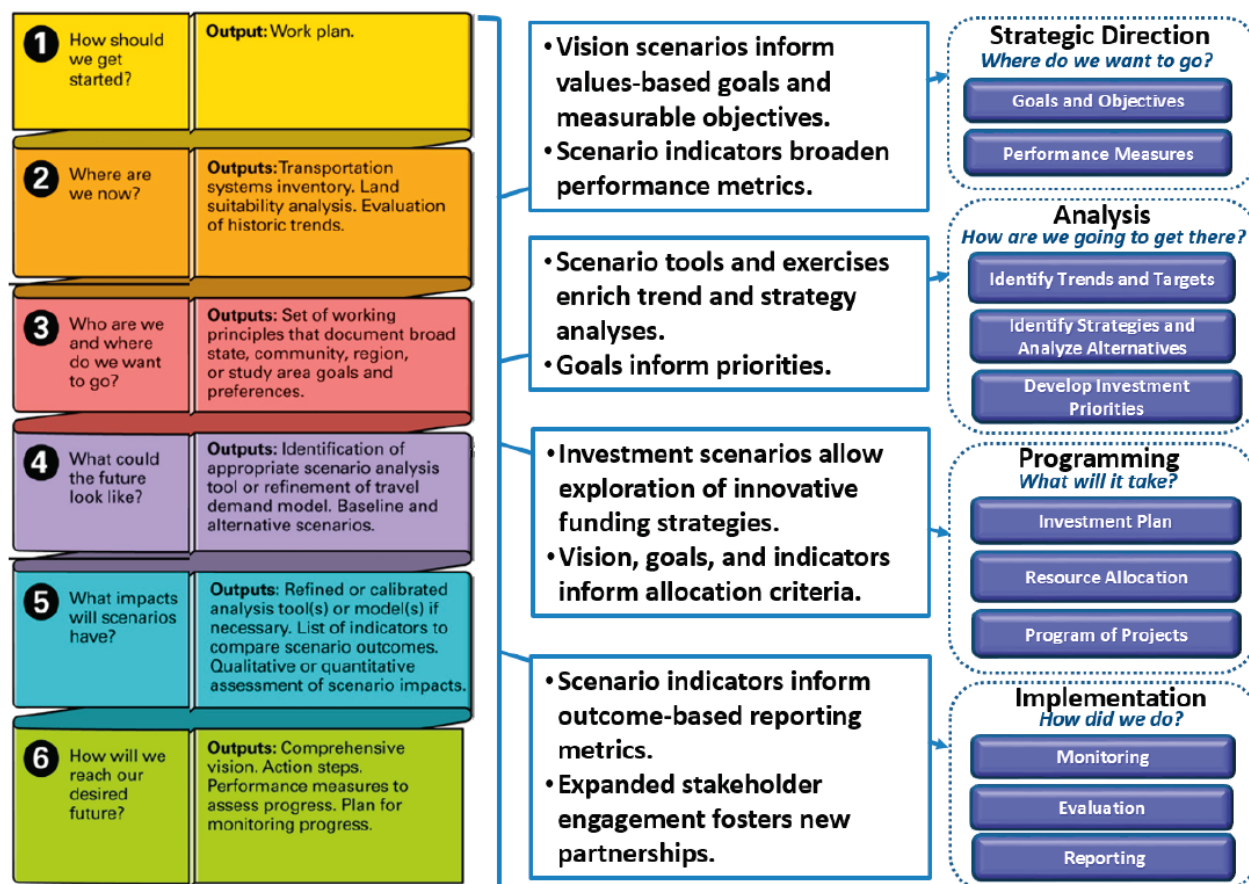 1
How should
we get
started?
Output: Work plan.
2
Where are
we now?
Outputs: Transportation
systems inventory. Land
suitability analysis. Evaluation
of historic trends.
3
Who are we
and where
do we want
to go?
Outputs: Set of working
principles that document broad
state, community, region,
or study area goals and
preferences.
4
What could
the future
look like?
Outputs: Identification of
appropriate scenario analysis
tool or refinement of travel
demand model. Baseline and
alternative scenarios.
5
What impacts
will scenarios
have?
Outputs: Refined or calibrated
analysis tool(s) or model(s) if
necessary. List of indicators to
compare scenario outcomes.
Qualitative or quantitative
assessment of scenario impacts.
6
How will we
reach our
desired
future?
Outputs: Comprehensive
vision. Action steps.
Performance measures to
assess progress. Plan for
monitoring progress.
• Vision scenarios inform
values-based goals and
measurable objectives.
• Scenario indicators broaden
performance metrics.
• Scenario tools and exercises
enrich trend and strategy
analyses.
• Goals inform priorities.
• Investment scenarios allow
exploration of innovative
funding strategies.
• Vision, goals, and indicators
inform allocation criteria.
• Scenario indicators inform
outcome-based reporting
metrics.
• Expanded stakeholder
engagement fosters new
partnerships.
Strategic Direction
Where do we want to go?
Goals and Objectives
Performance Measures
Analysis
How are we going to get there?
Identify Trends and Targets
Identify Strategies and
Analyze Alternatives
Develop Investment
Priorities
Programming
What will it take?
Investment Plan
Resource Allocation
Program of Projects
Implementation
How did we do?
Monitoring
Evaluation
Reporting